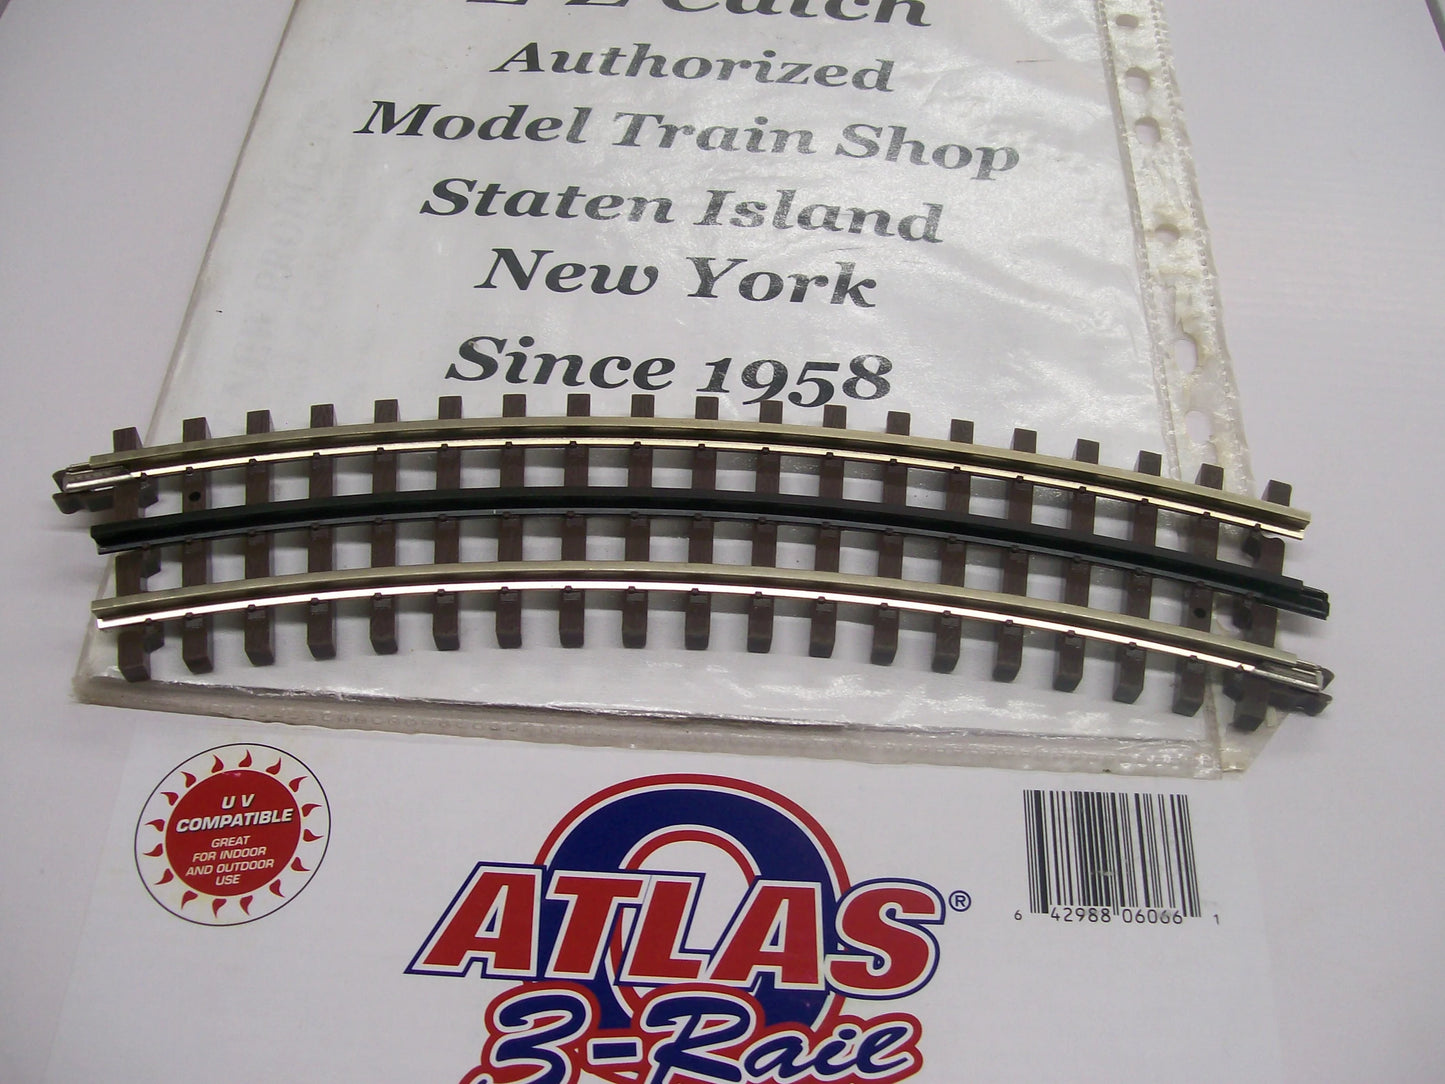 E-Z Catch
Authorized
Model Train Shop
Staten Island
New York
Since 1958
UV
COMPATIBLE
GREAT
FOR INDOOR
AND OUTDOOR
USE
ATLAS®
O
3-Rail
6 42988 06066 1